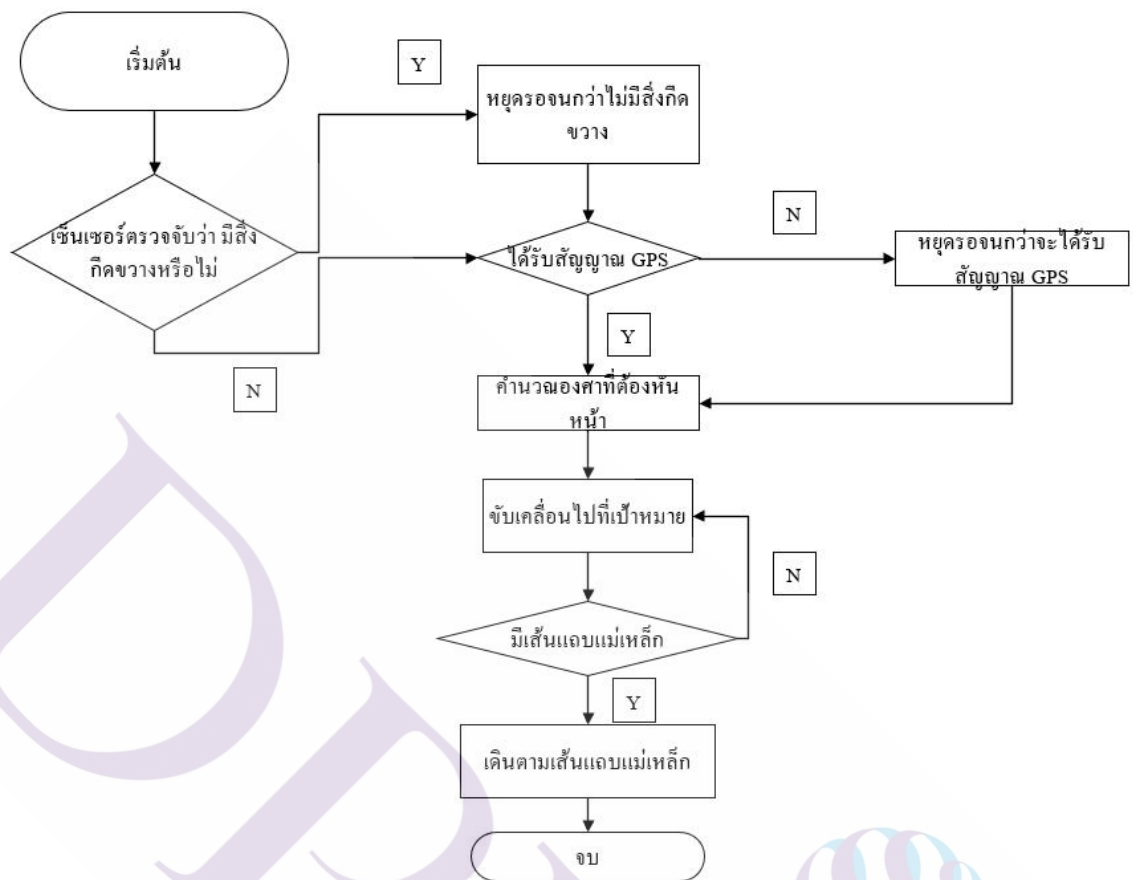 เริ่มต้น
Y
หยุดรอจนกว่าไม่มีสิ่งกีด
ขวาง
เซ็นเซอร์ตรวจจับว่า มีสิ่ง
กีดขวางหรือไม่
N
ได้รับสัญญาณ GPS
N
หยุดรอจนกว่าจะได้รับ
สัญญาณ GPS
Y
คำนวณองศาที่ต้องหัน
หน้า
ขับเคลื่อนไปที่เป้าหมาย
N
มีเส้นแถบแม่เหล็ก
Y
เดินตามเส้นแถบแม่เหล็ก
จบ